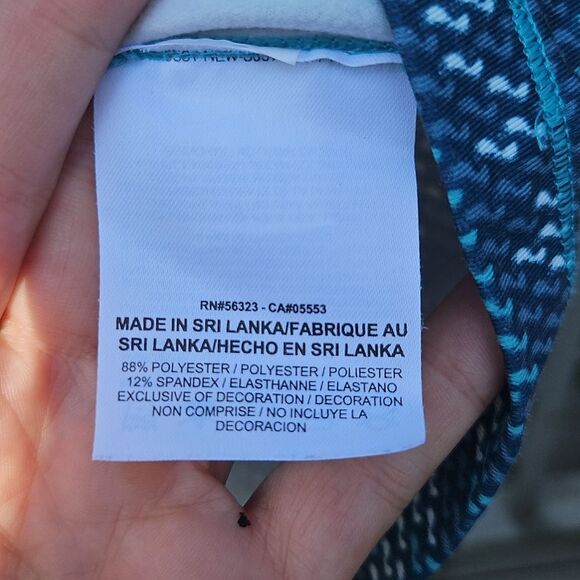 RN#56323 - CA#05553
MADE IN SRI LANKA/FABRIQUE AU
SRI LANKA/HECHO EN SRI LANKA
88% POLYESTER / POLYESTER / POLIESTER
12% SPANDEX / ELASTHANNE / ELASTANO
EXCLUSIVE OF DECORATION / DECORATION
NON COMPRISE / NO INCLUYE LA
DECORACION